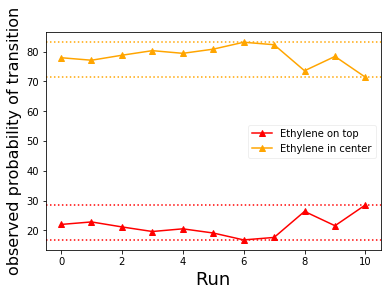 observed probability of transition
80
70
60
50
40
30
20
Ethylene on top
Ethylene in center
0 2 4 6 8 10
Run